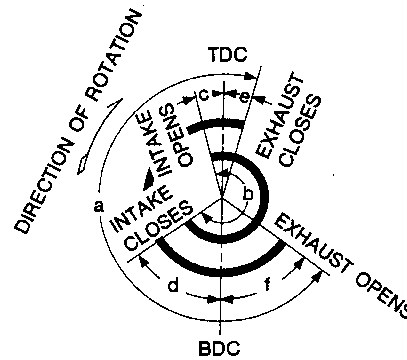 TDC
DIRECTION OF ROTATION
c
e
INTAKE
OPENS
EXHAUST
CLOSES
a
b
INTAKE
CLOSES
EXHAUST OPENS
d
f
BDC